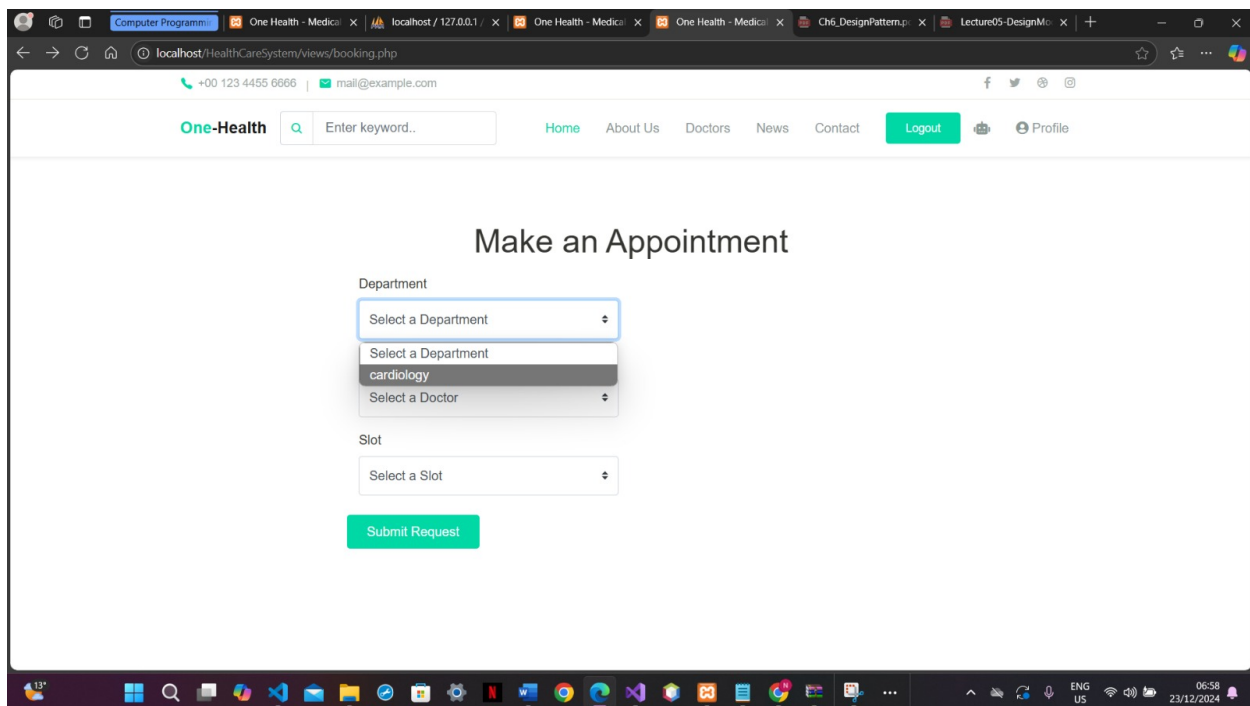 Computer Programmin
One Health - Medical
localhost / 127.0.0.1 /
One Health - Medical
One Health - Medical
Ch6_DesignPattern.p
Lecture05-DesignMo
localhost/HealthCareSystem/views/booking.php
+00 123 4455 6666 | mail@example.com
One-Health
Enter keyword..
Home
About Us
Doctors
News
Contact
Logout
Profile
Make an Appointment
Department
Select a Department
Select a Department
cardiology
Select a Doctor
Slot
Select a Slot
Submit Request
13°
ENG
US
06:58
23/12/2024